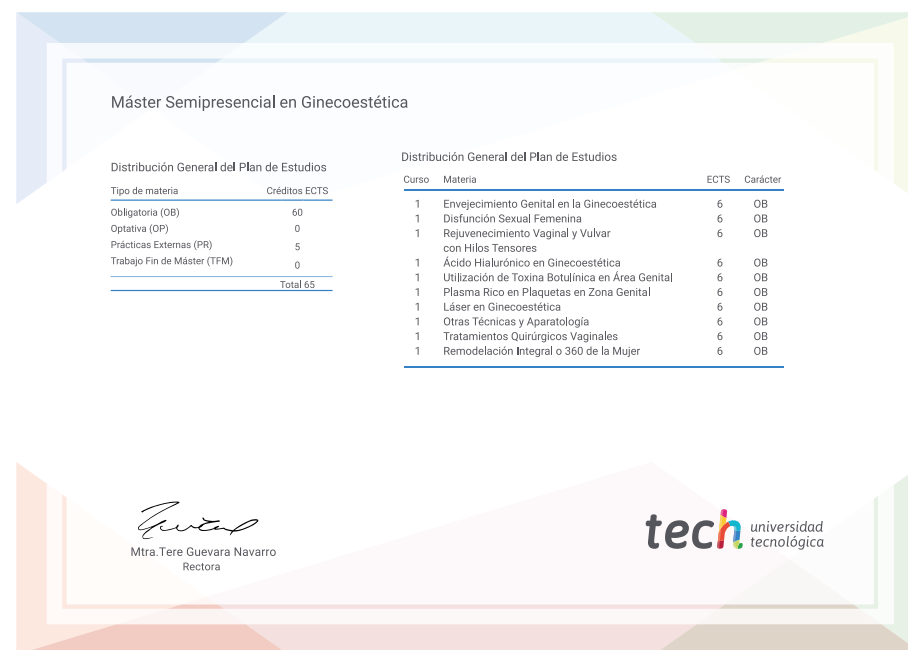 Máster Semipresencial en Ginecoestética
Distribución General del Plan de Estudios
Tipo de materia Créditos ECTS
Obligatoria (OB) 60
Optativa (OP) 0
Prácticas Externas (PR) 5
Trabajo Fin de Máster (TFM) 0
Total 65
Distribución General del Plan de Estudios
Curso Materia ECTS Carácter
1 Envejecimiento Genital en la Ginecoestética 6 OB
1 Disfunción Sexual Femenina 6 OB
1 Rejuvenecimiento Vaginal y Vulvar 6 OB
con Hilos Tensores
1 Ácido Hialurónico en Ginecoestética 6 OB
1 Utilización de Toxina Botulínica en Área Genital 6 OB
1 Plasma Rico en Plaquetas en Zona Genital 6 OB
1 Láser en Ginecoestética 6 OB
1 Otras Técnicas y Aparatología 6 OB
1 Tratamientos Quirúrgicos Vaginales 6 OB
1 Remodelación Integral o 360 de la Mujer 6 OB
Mtra.Tere Guevara Navarro
Rectora
tech universidad
tecnológica